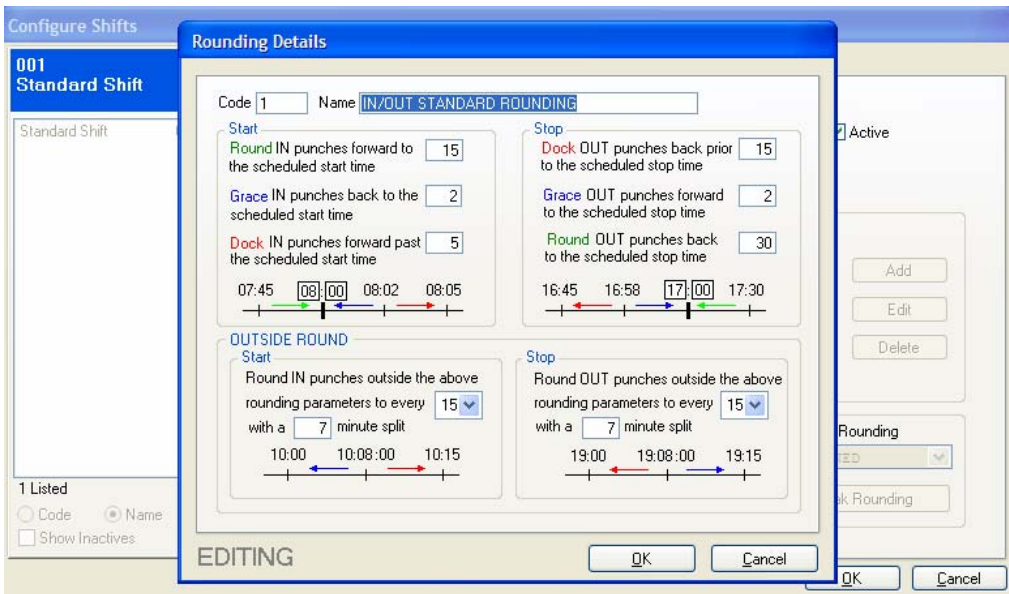 Configure Shifts
001
Standard Shift
Standard Shift
1 Listed
Code Name
Show Inactives
Rounding Details
Code 1 Name IN/OUT STANDARD ROUNDING
Start
Round IN punches forward to 15
the scheduled start time
Grace IN punches back to the 2
scheduled start time
Dock IN punches forward past 5
the scheduled start time
07:45 08:00 08:02 08:05
Stop
Dock OUT punches back prior 15
to the scheduled stop time
Grace OUT punches forward 2
to the scheduled stop time
Round OUT punches back 30
to the scheduled stop time
16:45 16:58 17:00 17:30
OUTSIDE ROUND
Start
Round IN punches outside the above
rounding parameters to every 15
with a 7 minute split
10:00 10:08:00 10:15
Stop
Round OUT punches outside the above
rounding parameters to every 15
with a 7 minute split
19:00 19:08:00 19:15
EDITING
OK Cancel
Active
Add
Edit
Delete
Rounding
Rounding
OK Cancel